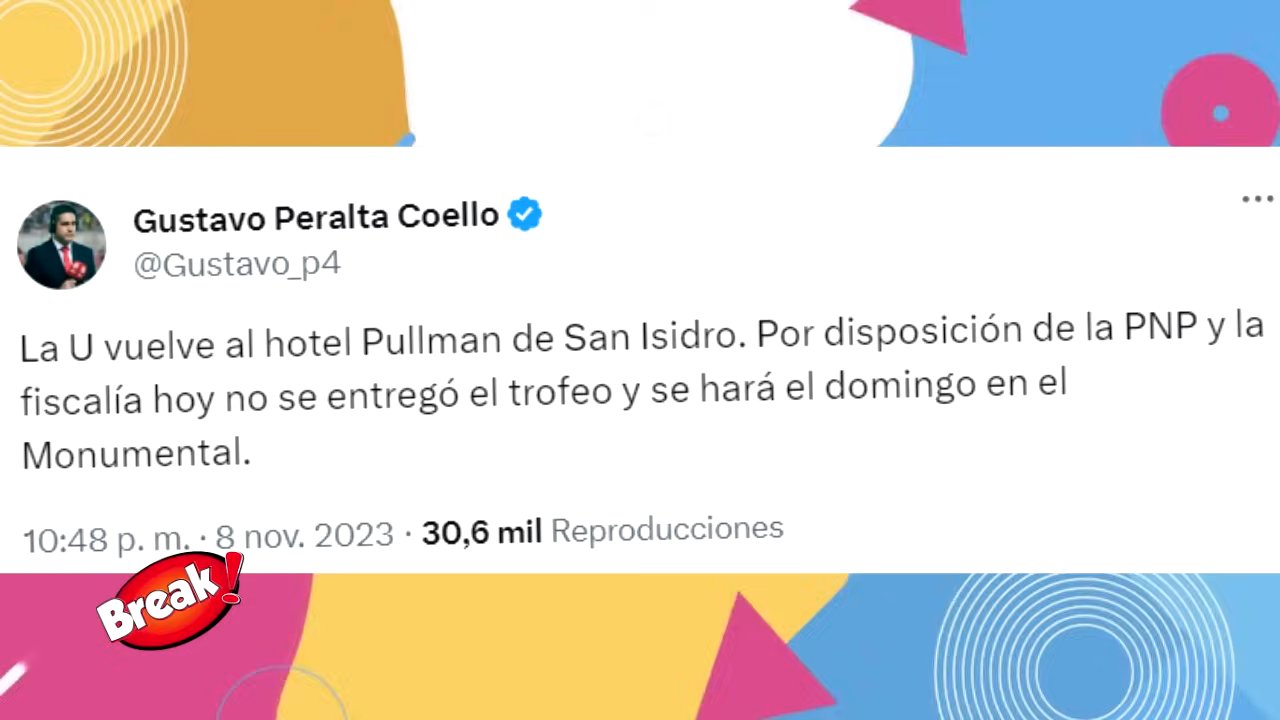 Gustavo Peralta Coello
@Gustavo_p4
La U vuelve al hotel Pullman de San Isidro. Por disposición de la PNP y la
fiscalía hoy no se entregó el trofeo y se hará el domingo en el
Monumental.
10:48 p. m. · 8 nov. 2023 · 30,6 mil Reproducciones
Break!